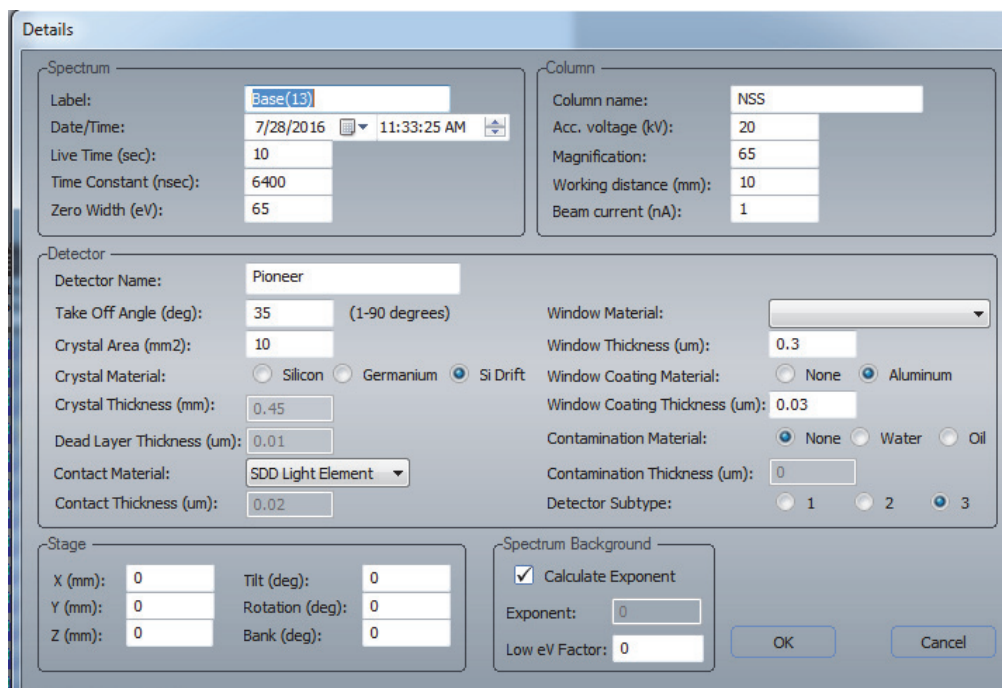 Details
Spectrum
Label: Base(13)
Date/Time: 7/28/2016 11:33:25 AM
Live Time (sec): 10
Time Constant (nsec): 6400
Zero Width (eV): 65
Column
Column name: NSS
Acc. voltage (kV): 20
Magnification: 65
Working distance (mm): 10
Beam current (nA): 1
Detector
Detector Name: Pioneer
Take Off Angle (deg): 35 (1-90 degrees)
Crystal Area (mm2): 10
Crystal Material: Silicon Germanium Si Drift
Crystal Thickness (mm): 0.45
Dead Layer Thickness (um): 0.01
Contact Material: SDD Light Element
Contact Thickness (um): 0.02
Window Material:
Window Thickness (um): 0.3
Window Coating Material: None Aluminum
Window Coating Thickness (um): 0.03
Contamination Material: None Water Oil
Contamination Thickness (um): 0
Detector Subtype: 1 2 3
Stage
X (mm): 0 Tilt (deg): 0
Y (mm): 0 Rotation (deg): 0
Z (mm): 0 Bank (deg): 0
Spectrum Background
Calculate Exponent
Exponent: 0
Low eV Factor: 0
OK Cancel